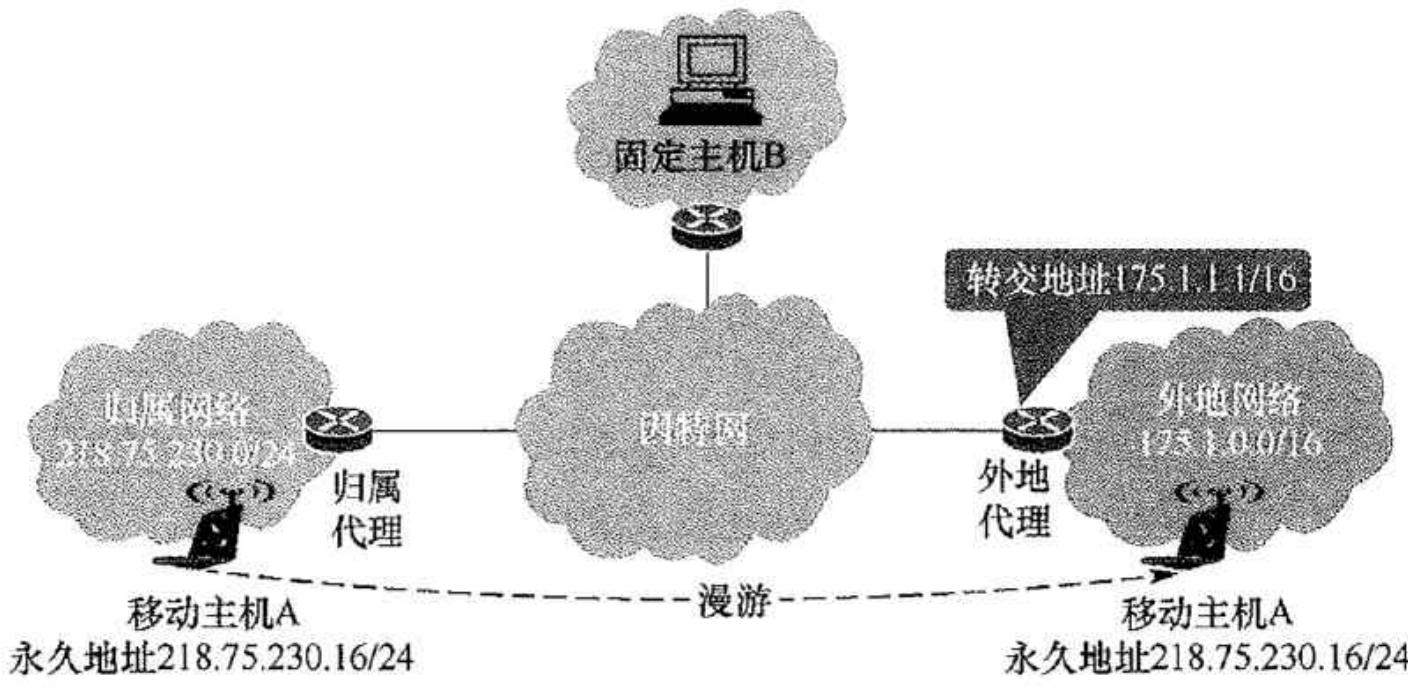 固定主机B
转交地址175.1.1.1/16
归属网络
218.75.230.0/24
因特网
外地网络
175.1.0.0/16
归属
代理
外地
代理
漫游
移动主机A
永久地址218.75.230.16/24
移动主机A
永久地址218.75.230.16/24